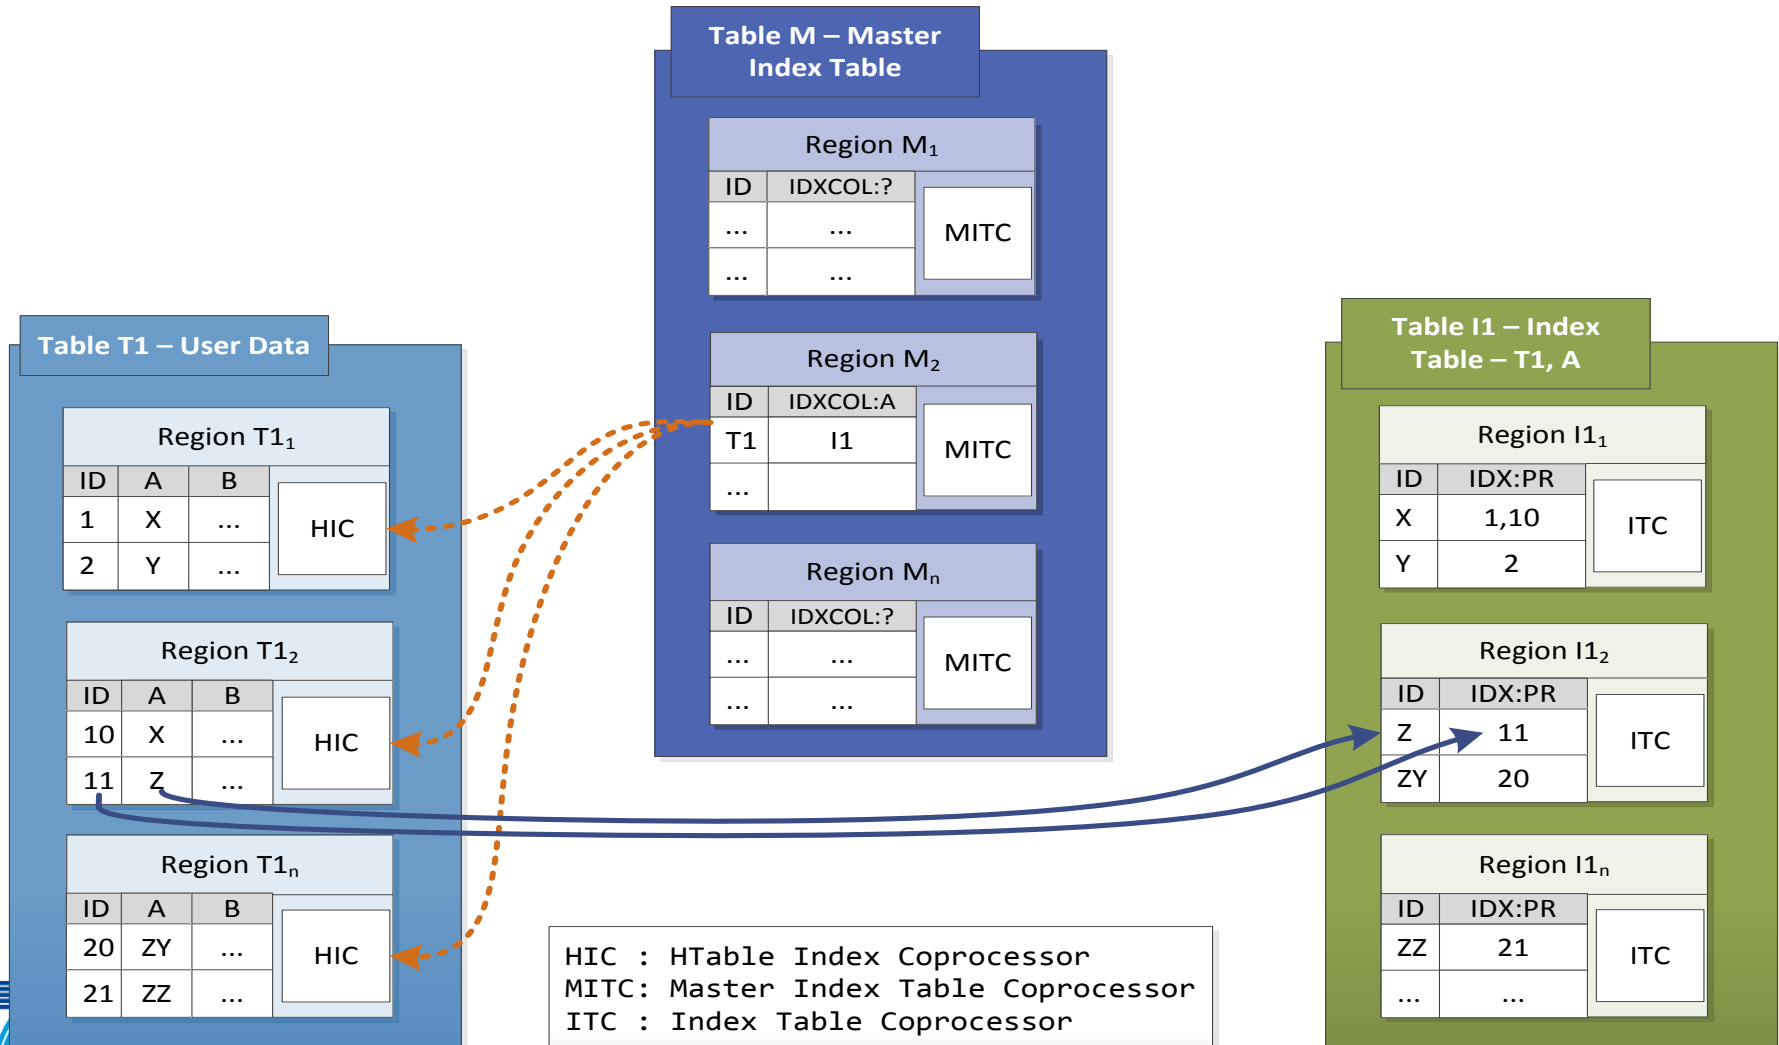 Table M – Master
Index Table
Region M1
ID IDXCOL:?
... ...
... ...
MITC
Region M2
ID IDXCOL:A
T1 I1
...
MITC
Region Mn
ID IDXCOL:?
... ...
... ...
MITC
Table T1 – User Data
Region T11
ID A B
1 X ...
2 Y ...
HIC
Region T12
ID A B
10 X ...
11 Z ...
HIC
Region T1n
ID A B
20 ZY ...
21 ZZ ...
HIC
Table I1 – Index
Table – T1, A
Region I11
ID IDX:PR
X 1,10
Y 2
ITC
Region I12
ID IDX:PR
Z 11
ZY 20
ITC
Region I1n
ID IDX:PR
ZZ 21
... ...
ITC
HIC : HTable Index Coprocessor
MITC: Master Index Table Coprocessor
ITC : Index Table Coprocessor